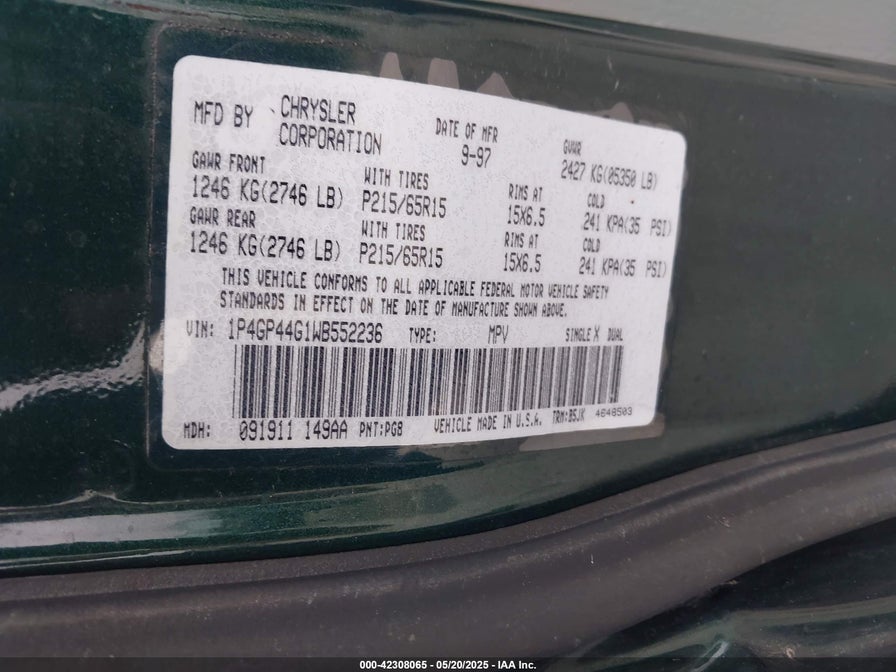 MFD BY CHRYSLER CORPORATION DATE OF MFR 9-97 GVWR 2427 KG(05350 LB)
GAWR FRONT WITH TIRES RIMS AT COLD
1246 KG(2746 LB) P215/65R15 15X6.5 241 KPA(35 PSI)
GAWR REAR WITH TIRES RIMS AT COLD
1246 KG(2746 LB) P215/65R15 15X6.5 241 KPA(35 PSI)
THIS VEHICLE CONFORMS TO ALL APPLICABLE FEDERAL MOTOR VEHICLE SAFETY
STANDARDS IN EFFECT ON THE DATE OF MANUFACTURE SHOWN ABOVE.
VIN: 1P4GP44G1WB552236 TYPE: MPV SINGLE X DUAL
MDH: 091911 149AA PNT:PG8 VEHICLE MADE IN U.S.A. TRM:B5JK 4648503
000-42308065 - 05/20/2025 - IAA Inc.